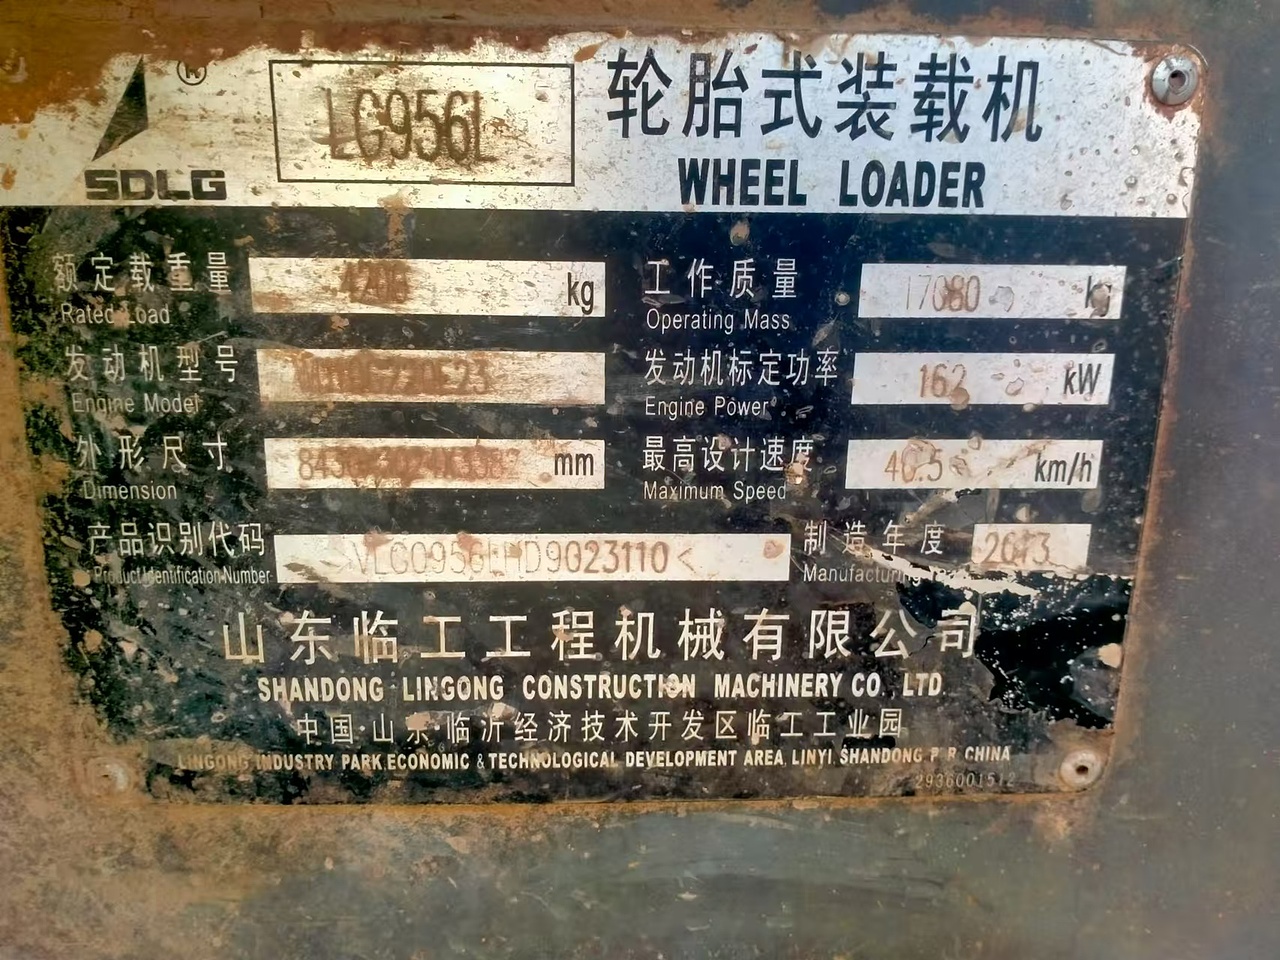 ®
SDLG
LG956L
轮胎式装载机
WHEEL LOADER
额定载重量 kg
Rated Load
工作质量 17080 kg
Operating Mass
发动机型号
Engine Model
发动机标定功率 162 kW
Engine Power
外形尺寸 mm
Dimension
最高设计速度 40.5 km/h
Maximum Speed
产品识别代码 >VLG0956LHD9023110<
Product Identification Number
制造年度 2013
Manufacturing
山东临工工程机械有限公司
SHANDONG LINGONG CONSTRUCTION MACHINERY CO., LTD.
中国·山东·临沂经济技术开发区临工工业园
LINGONG INDUSTRY PARK,ECONOMIC & TECHNOLOGICAL DEVELOPMENT AREA, LINYI, SHANDONG P. R. CHINA
2936001512